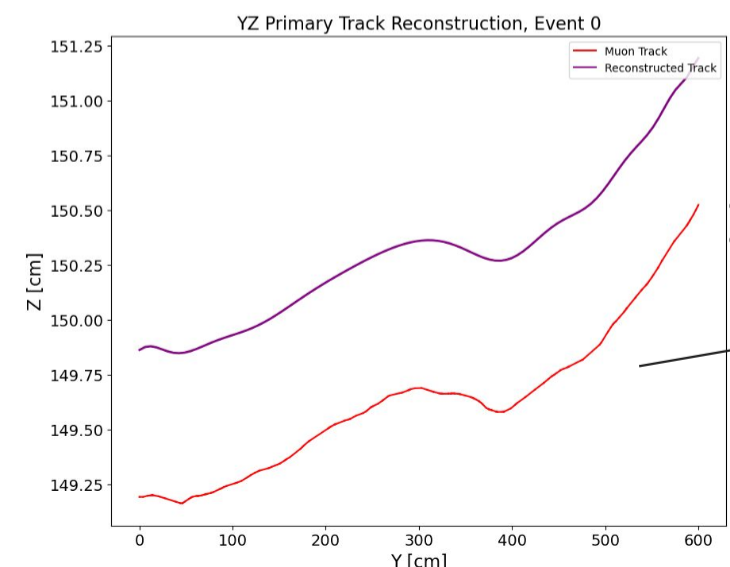 YZ Primary Track Reconstruction, Event 0
Muon Track
Reconstructed Track
151.25
151.00
150.75
150.50
150.25
150.00
149.75
149.50
149.25
Z [cm]
0 100 200 300 400 500 600
Y [cm]